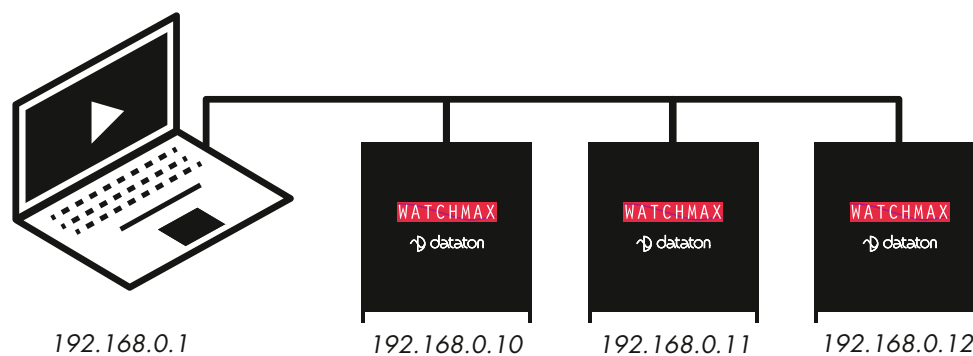 WATCHMAX
dataton
WATCHMAX
dataton
WATCHMAX
dataton
192.168.0.1
192.168.0.10
192.168.0.11
192.168.0.12